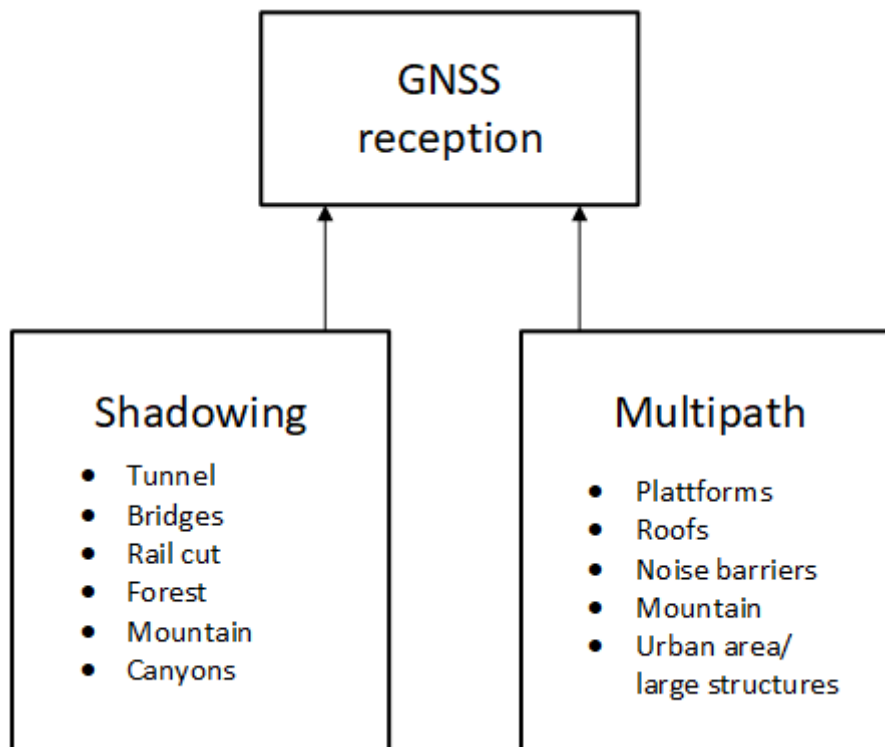 GNSS
reception
Shadowing
● Tunnel
● Bridges
● Rail cut
● Forest
● Mountain
● Canyons
Multipath
● Plattforms
● Roofs
● Noise barriers
● Mountain
● Urban area/
large structures